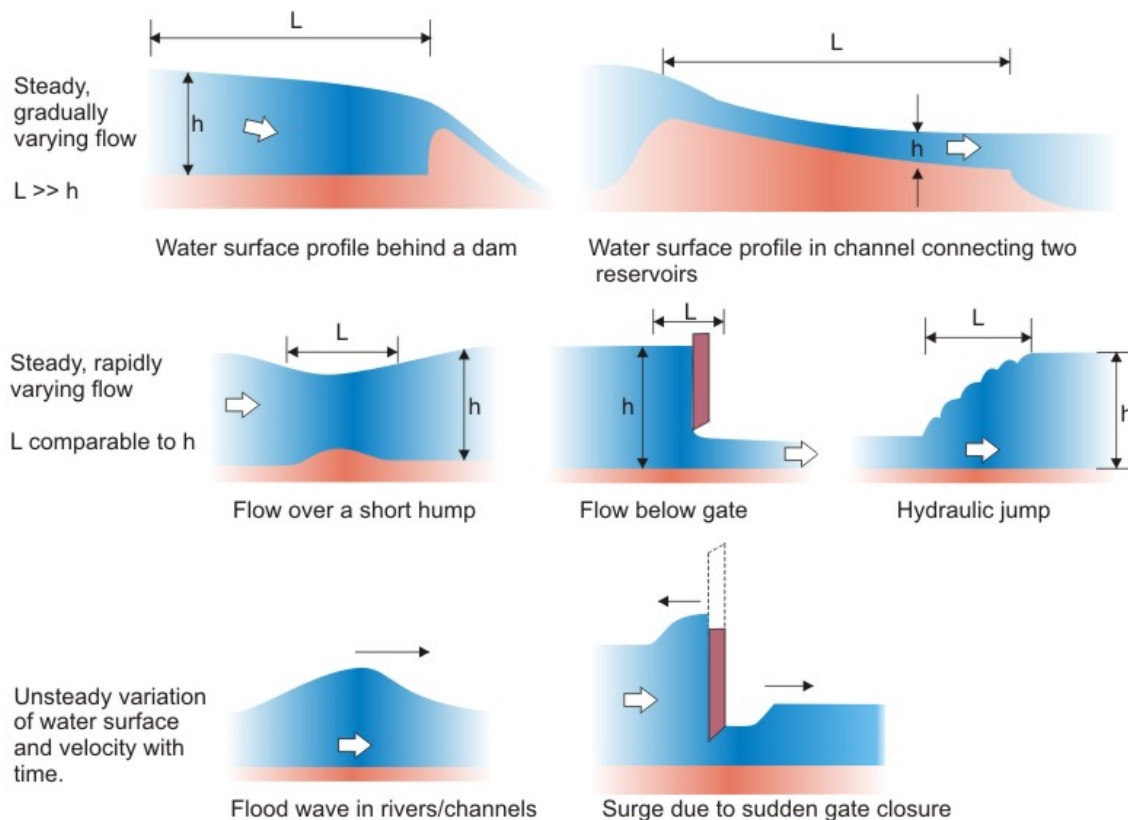 L
L
Steady,
gradually
varying flow
h
h
L >> h
Water surface profile behind a dam
Water surface profile in channel connecting two
reservoirs
L
L
L
Steady, rapidly
varying flow
h
h
h
L comparable to h
Flow over a short hump
Flow below gate
Hydraulic jump
Unsteady variation
of water surface
and velocity with
time.
Flood wave in rivers/channels
Surge due to sudden gate closure